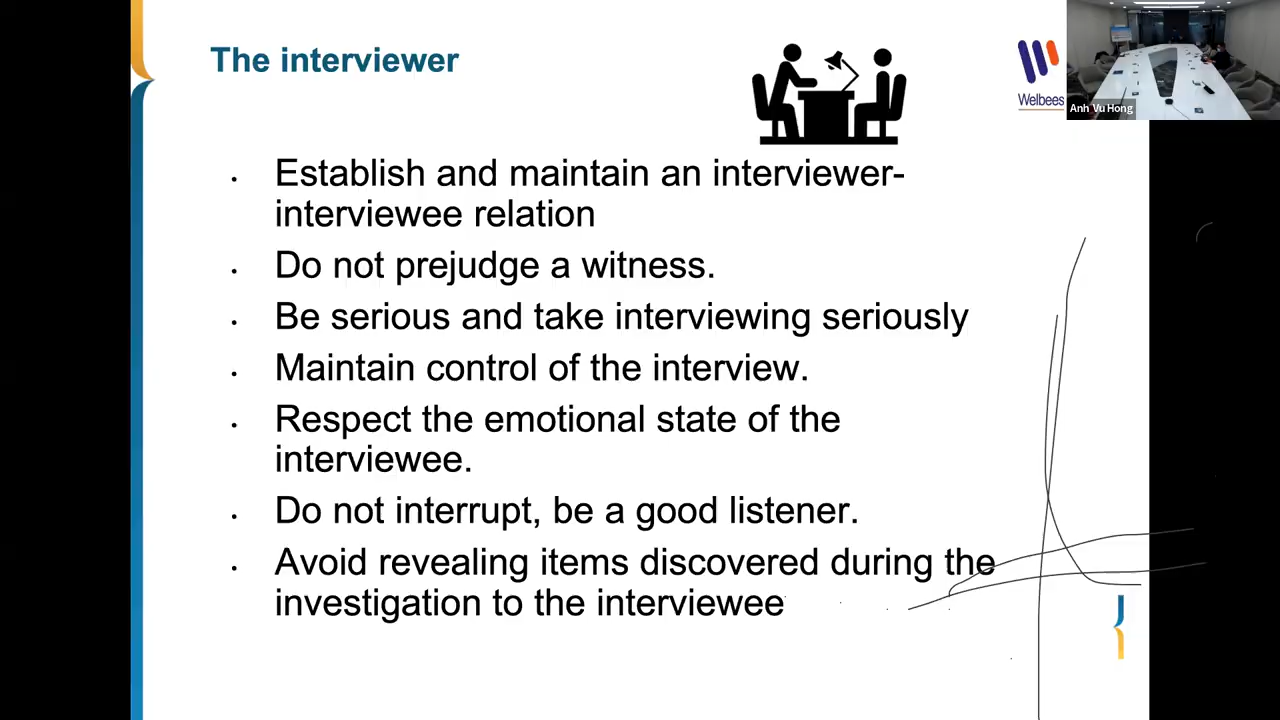 The interviewer
Welbees
Anh Vu Hong
• Establish and maintain an interviewer-
interviewee relation
• Do not prejudge a witness.
• Be serious and take interviewing seriously
• Maintain control of the interview.
• Respect the emotional state of the
interviewee.
• Do not interrupt, be a good listener.
• Avoid revealing items discovered during the
investigation to the interviewee